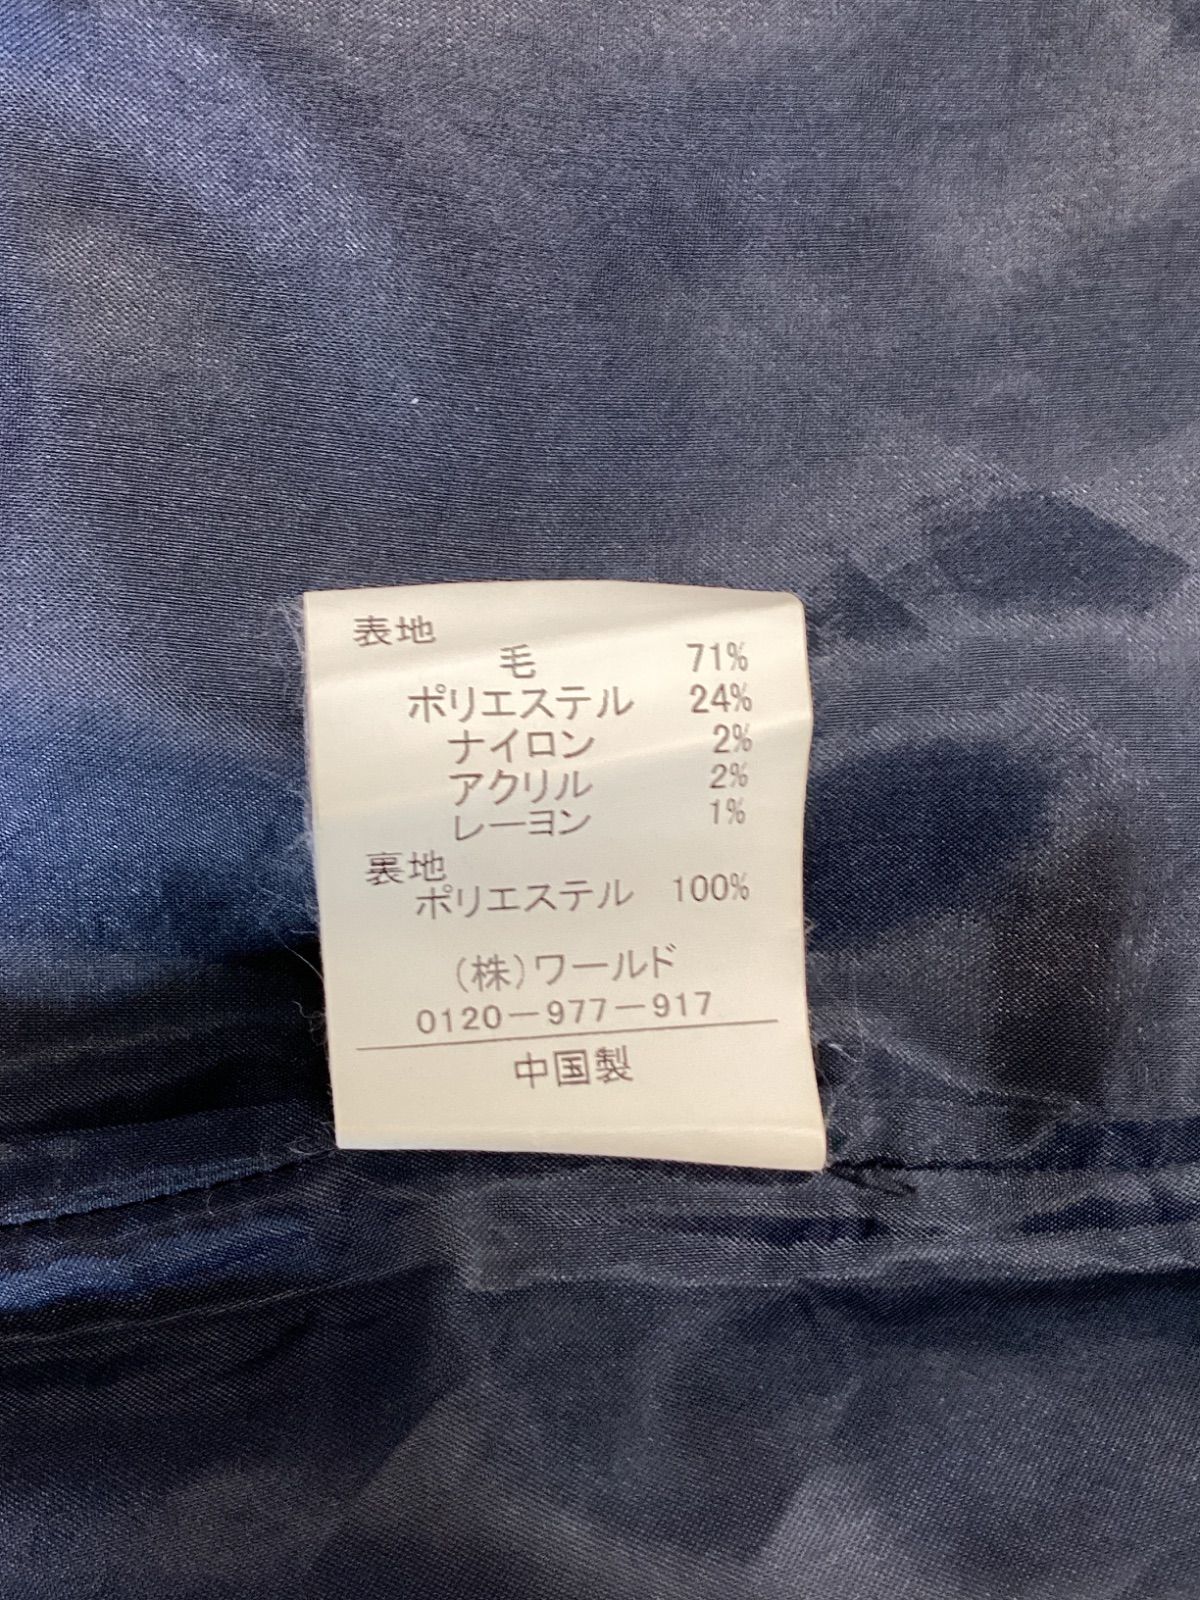 表地
毛 71%
ポリエステル 24%
ナイロン 2%
アクリル 2%
レーヨン 1%
裏地
ポリエステル 100%
(株)ワールド
0120-977-917
中国製